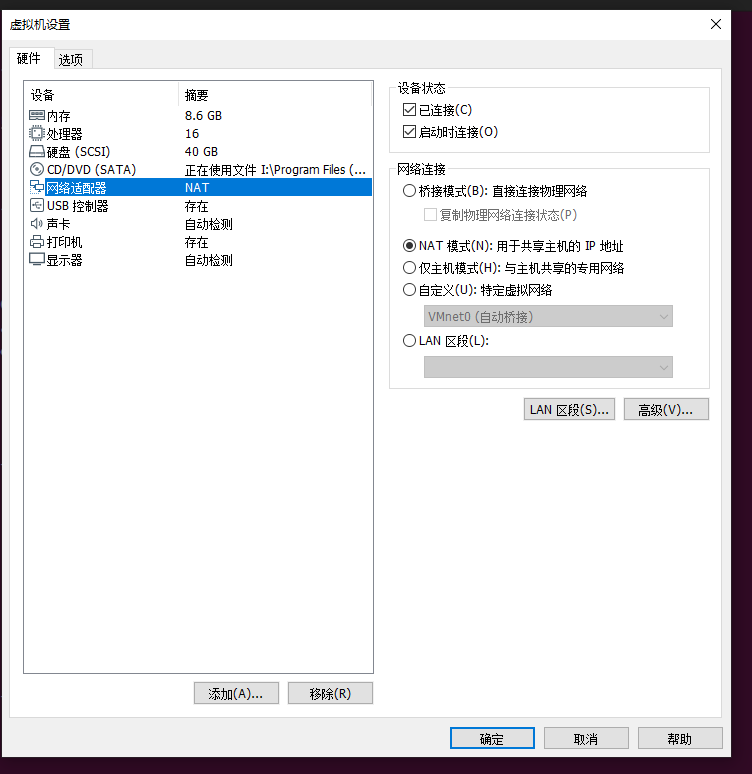 虚拟机设置
硬件 选项
设备 摘要
内存 8.6 GB
处理器 16
硬盘 (SCSI) 40 GB
CD/DVD (SATA) 正在使用文件 I:\Program Files (...
网络适配器 NAT
USB 控制器 存在
声卡 自动检测
打印机 存在
显示器 自动检测
添加(A)... 移除(R)
设备状态
已连接(C)
启动时连接(O)
网络连接
桥接模式(B): 直接连接物理网络
复制物理网络连接状态(P)
NAT 模式(N): 用于共享主机的 IP 地址
仅主机模式(H): 与主机共享的专用网络
自定义(U): 特定虚拟网络
VMnet0 (自动桥接)
LAN 区段(L):
LAN 区段(S)... 高级(V)...
确定 取消 帮助